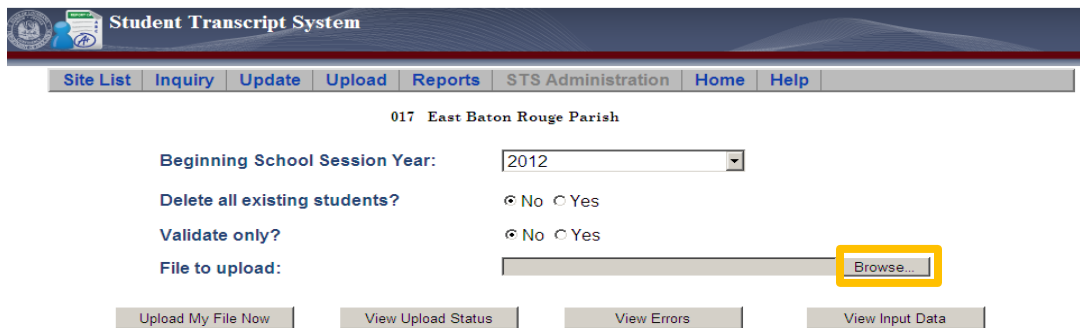 Student Transcript System
Site List Inquiry Update Upload Reports STS Administration Home Help
017 East Baton Rouge Parish
Beginning School Session Year: 2012
Delete all existing students? No Yes
Validate only? No Yes
File to upload: Browse...
Upload My File Now View Upload Status View Errors View Input Data